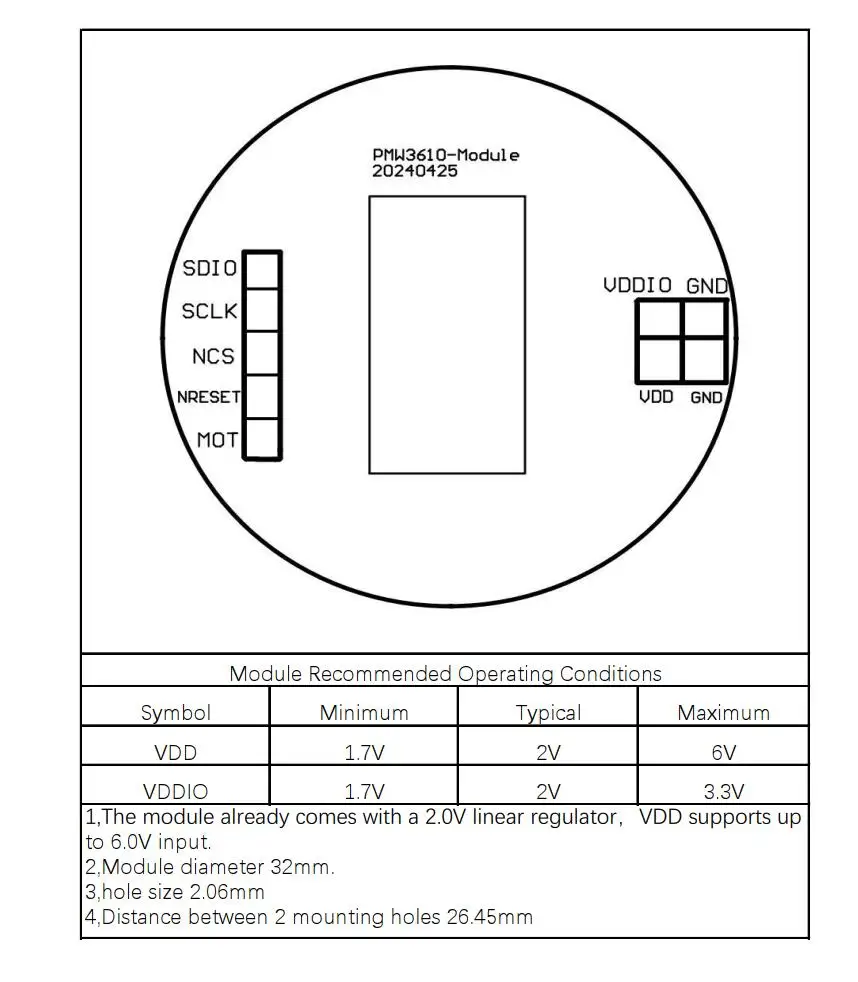 PMW3610-Module
20240425
SDIO
SCLK
NCS
NRESET
MOT
VDDIO GND
VDD GND
Module Recommended Operating Conditions
Symbol Minimum Typical Maximum
VDD 1.7V 2V 6V
VDDIO 1.7V 2V 3.3V
1,The module already comes with a 2.0V linear regulator, VDD supports up
to 6.0V input.
2,Module diameter 32mm.
3,hole size 2.06mm
4,Distance between 2 mounting holes 26.45mm